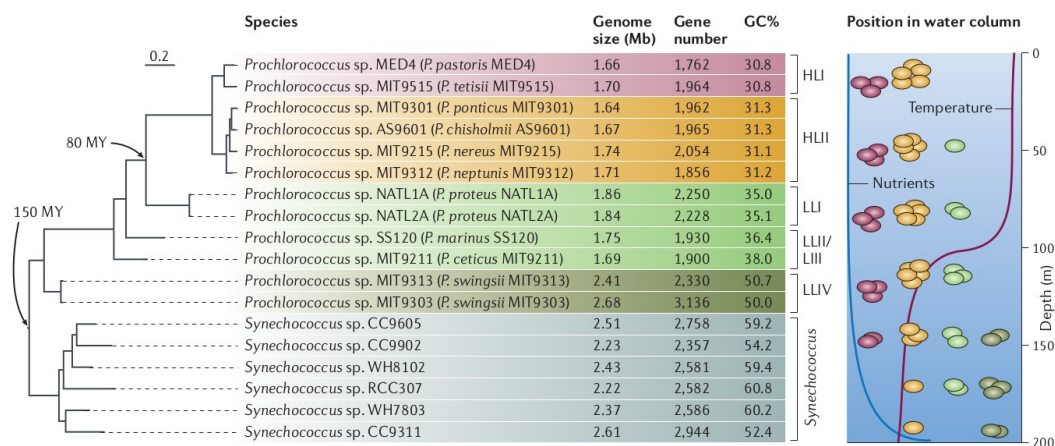 Species Genome size (Mb) Gene number GC% Position in water column
0.2
80 MY
150 MY
Prochlorococcus sp. MED4 (P. pastoris MED4) 1.66 1,762 30.8
Prochlorococcus sp. MIT9515 (P. tetisii MIT9515) 1.70 1,964 30.8
HLI
Prochlorococcus sp. MIT9301 (P. ponticus MIT9301) 1.64 1,962 31.3
Prochlorococcus sp. AS9601 (P. chisholmii AS9601) 1.67 1,965 31.3
Prochlorococcus sp. MIT9215 (P. nereus MIT9215) 1.74 2,054 31.1
Prochlorococcus sp. MIT9312 (P. neptunis MIT9312) 1.71 1,856 31.2
HLII
Prochlorococcus sp. NATL1A (P. proteus NATL1A) 1.86 2,250 35.0
Prochlorococcus sp. NATL2A (P. proteus NATL2A) 1.84 2,228 35.1
LLI
Prochlorococcus sp. SS120 (P. marinus SS120) 1.75 1,930 36.4
Prochlorococcus sp. MIT9211 (P. ceticus MIT9211) 1.69 1,900 38.0
LLII/
LIII
Prochlorococcus sp. MIT9313 (P. swingsii MIT9313) 2.41 2,330 50.7
Prochlorococcus sp. MIT9303 (P. swingsii MIT9303) 2.68 3,136 50.0
LLIV
Synechococcus sp. CC9605 2.51 2,758 59.2
Synechococcus sp. CC9902 2.23 2,357 54.2
Synechococcus sp. WH8102 2.43 2,581 59.4
Synechococcus sp. RCC307 2.22 2,582 60.8
Synechococcus sp. WH7803 2.37 2,586 60.2
Synechococcus sp. CC9311 2.61 2,944 52.4
Synechococcus
Temperature
Nutrients
0
50
100
150
200
Depth (m)